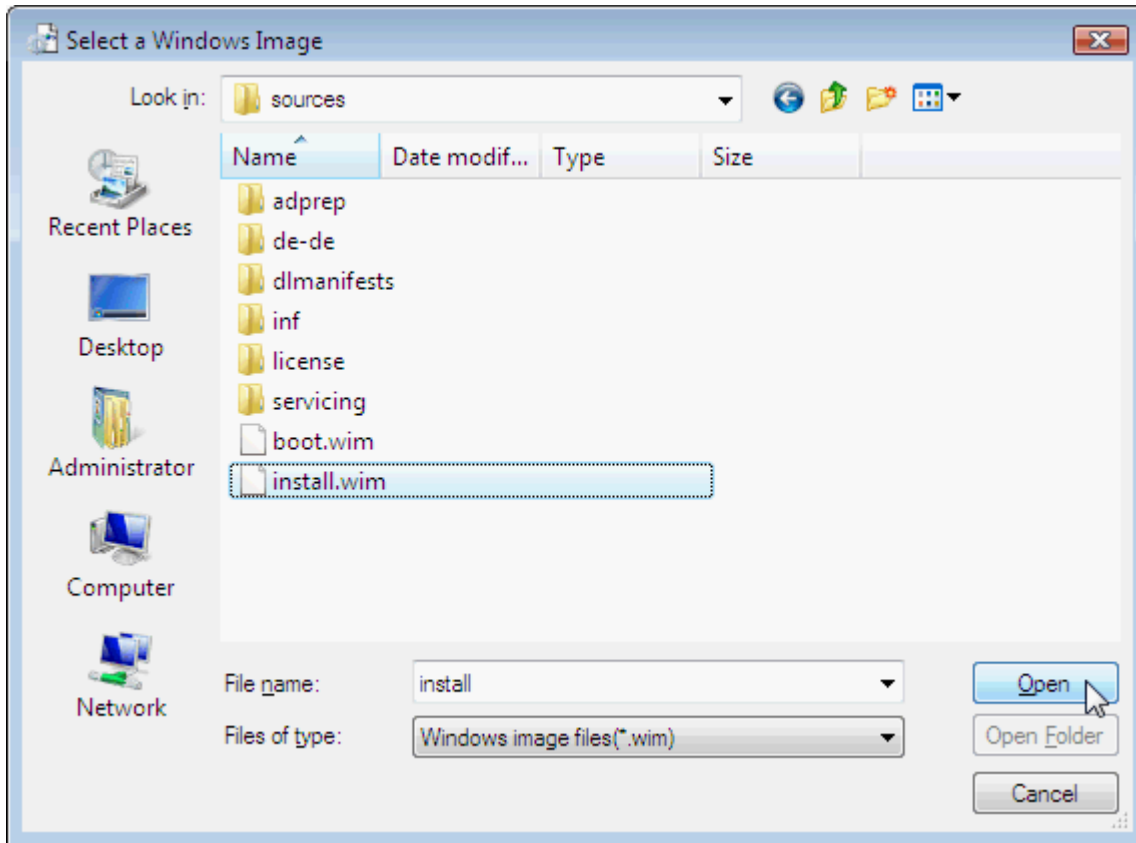 Select a Windows Image
Look in: sources
Name Date modif... Type Size
Recent Places
Desktop
Administrator
Computer
Network
adprep
de-de
dlmanifests
inf
license
servicing
boot.wim
install.wim
File name: install Open
Files of type: Windows image files(*.wim) Open Folder
Cancel